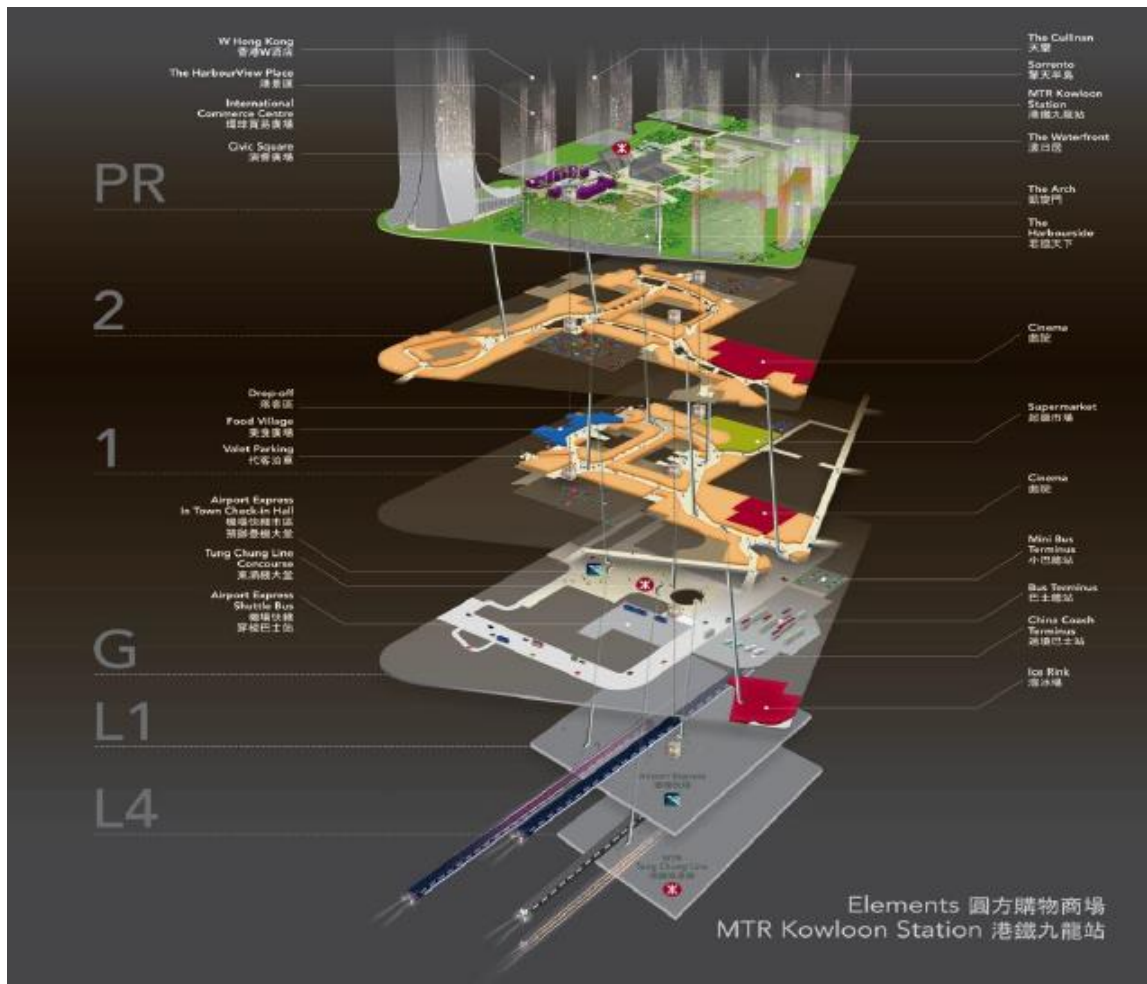 W Hong Kong
香港W酒店
The HarbourView Place
港景匯
International
Commerce Centre
環球貿易廣場
Civic Square
PR
The Cullinan
天璽
Sorrento
擎天半島
MTR Kowloon
Station
港鐵九龍站
The Waterfront
漾日居
The Arch
凱旋門
The
Harbourside
君臨天下
2
Cinema
戲院
Drop-off
落客區
Food Village
美食廣場
Valet Parking
代客泊車
1
Supermarket
超級市場
Cinema
戲院
Airport Express
In Town Check-in Hall
機場快綫市區
預辦登機大堂
Tung Chung Line
Concourse
東涌綫大堂
Airport Express
Shuttle Bus
機場快綫
穿梭巴士站
G
Mini Bus
Terminus
小巴總站
Bus Terminus
巴士總站
China Coach
Terminus
過境巴士站
Ice Rink
溜冰場
L1
Airport Express
機場快綫
L4
MTR
Tung Chung Line
Elements 圓方購物商場
MTR Kowloon Station 港鐵九龍站